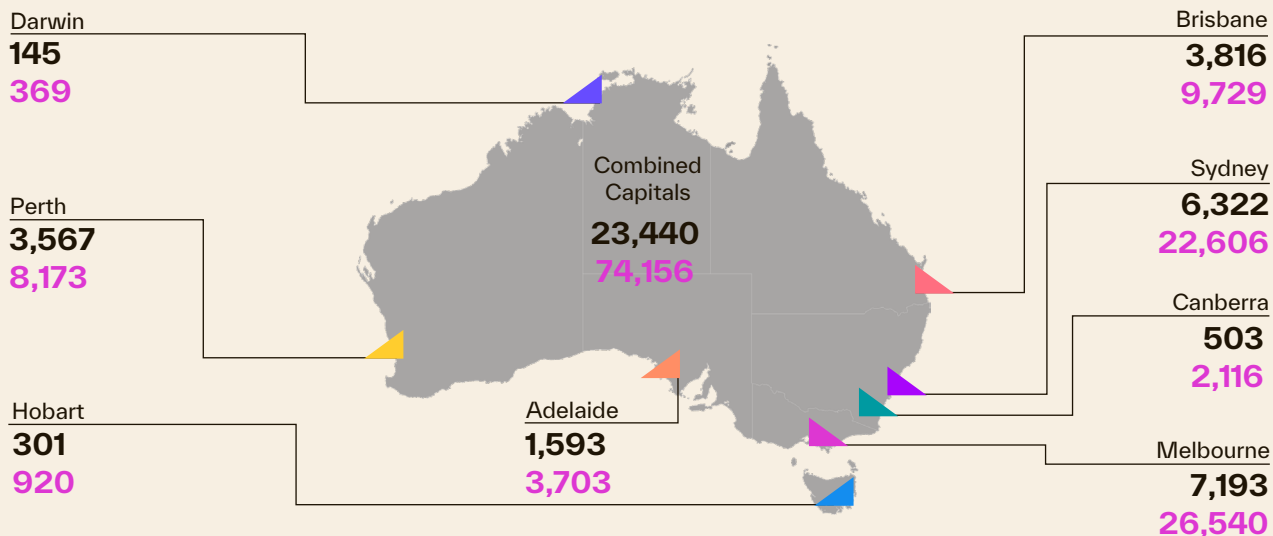 Darwin
145
369
Perth
3,567
8,173
Hobart
301
920
Combined
Capitals
23,440
74,156
Adelaide
1,593
3,703
Brisbane
3,816
9,729
Sydney
6,322
22,606
Canberra
503
2,116
Melbourne
7,193
26,540